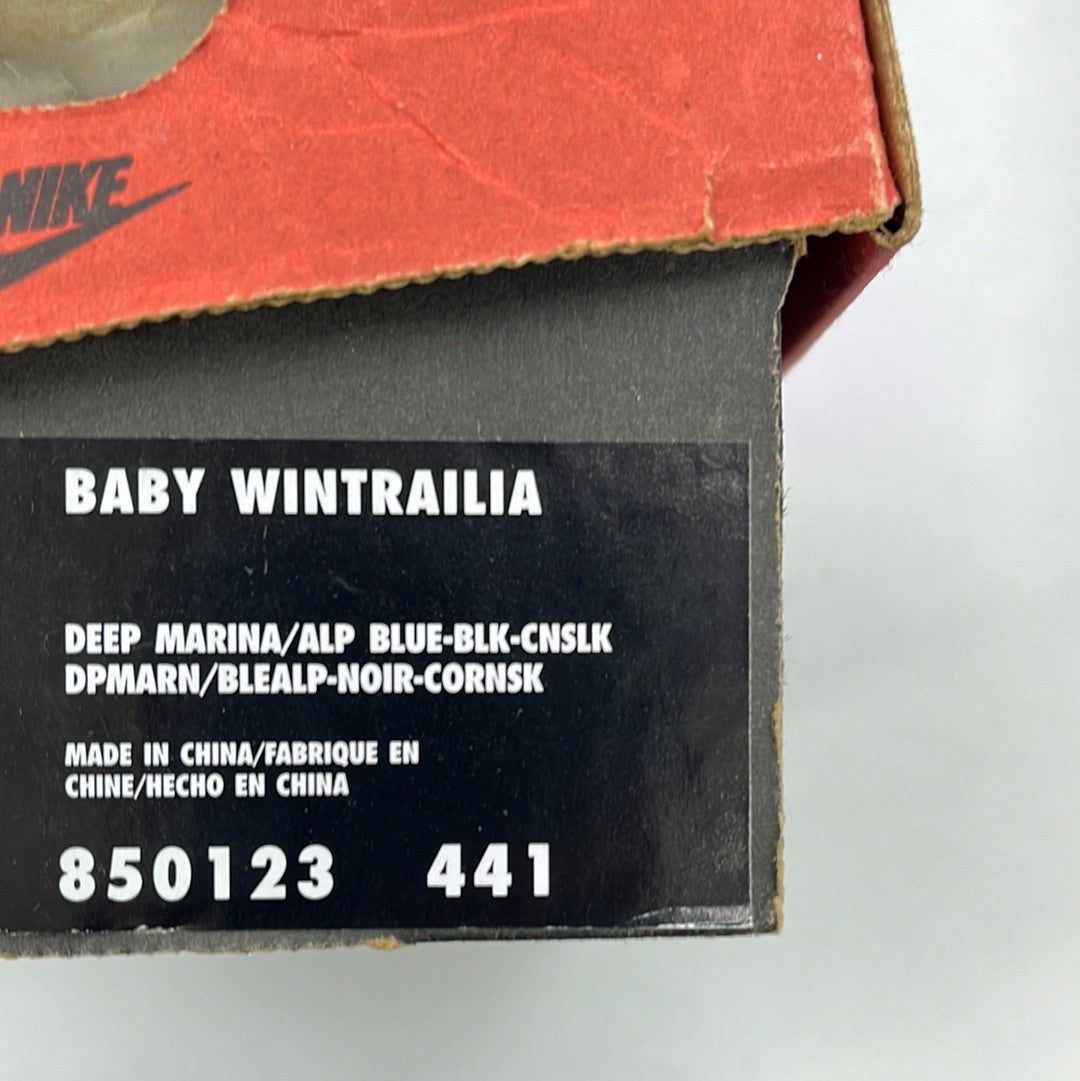 NIKE
BABY WINTRAILIA
DEEP MARINA/ALP BLUE-BLK-CNSLK
DPMARN/BLEALP-NOIR-CORNSK
MADE IN CHINA/FABRIQUE EN
CHINE/HECHO EN CHINA
850123 441